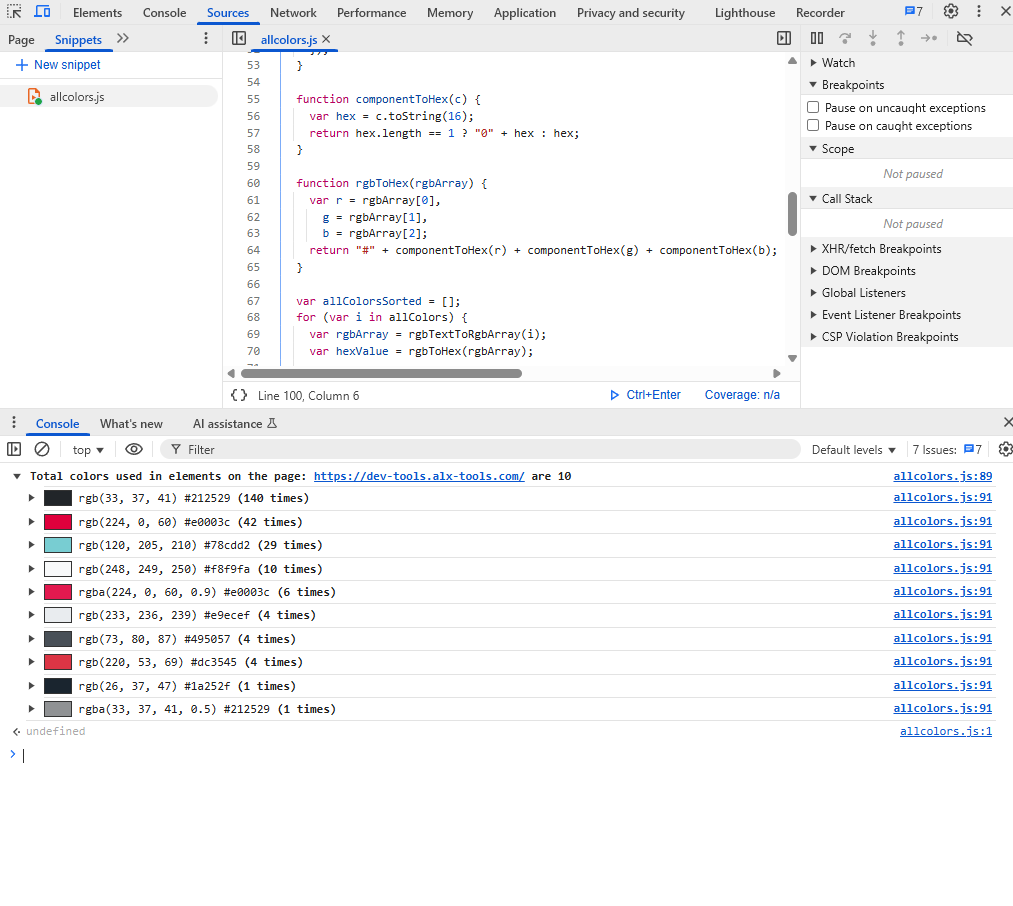 Elements Console Sources Network Performance Memory Application Privacy and security Lighthouse Recorder 7
Page Snippets
allcolors.js
New snippet
allcolors.js
53 }
54
55 function componentToHex(c) {
56 var hex = c.toString(16);
57 return hex.length == 1 ? "0" + hex : hex;
58 }
59
60 function rgbToHex(rgbArray) {
61 var r = rgbArray[0],
62 g = rgbArray[1],
63 b = rgbArray[2];
64 return "#" + componentToHex(r) + componentToHex(g) + componentToHex(b);
65 }
66
67 var allColorsSorted = [];
68 for (var i in allColors) {
69 var rgbArray = rgbTextToRgbArray(i);
70 var hexValue = rgbToHex(rgbArray);
{} Line 100, Column 6 Ctrl+Enter Coverage: n/a
Watch
Breakpoints
Pause on uncaught exceptions
Pause on caught exceptions
Scope
Not paused
Call Stack
Not paused
XHR/fetch Breakpoints
DOM Breakpoints
Global Listeners
Event Listener Breakpoints
CSP Violation Breakpoints
Console What's new AI assistance
top Filter Default levels 7 Issues: 7
Total colors used in elements on the page: https://dev-tools.alx-tools.com/ are 10 allcolors.js:89
rgb(33, 37, 41) #212529 (140 times) allcolors.js:91
rgb(224, 0, 60) #e0003c (42 times) allcolors.js:91
rgb(120, 205, 210) #78cdd2 (29 times) allcolors.js:91
rgb(248, 249, 250) #f8f9fa (10 times) allcolors.js:91
rgba(224, 0, 60, 0.9) #e0003c (6 times) allcolors.js:91
rgb(233, 236, 239) #e9ecef (4 times) allcolors.js:91
rgb(73, 80, 87) #495057 (4 times) allcolors.js:91
rgb(220, 53, 69) #dc3545 (4 times) allcolors.js:91
rgb(26, 37, 47) #1a252f (1 times) allcolors.js:91
rgba(33, 37, 41, 0.5) #212529 (1 times) allcolors.js:91
undefined allcolors.js:1